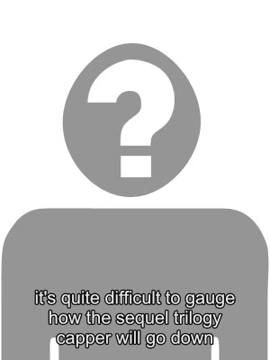 ?
it's quite difficult to gauge
how the sequel trilogy
capper will go down